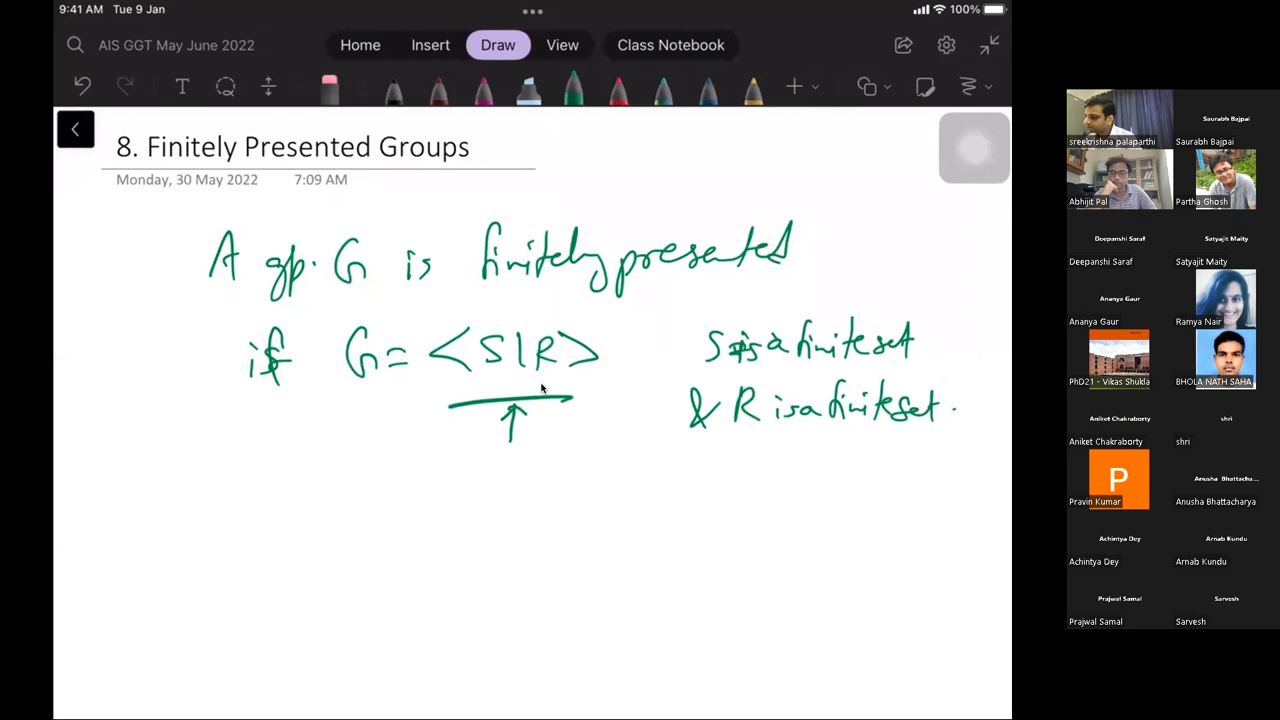 9:41 AM Tue 9 Jan
100%
AIS GGT May June 2022
Home Insert Draw View Class Notebook
8. Finitely Presented Groups
Monday, 30 May 2022 7:09 AM
A gp. G is finitely presented
if G = <S|R> S is a finite set
& R is a finite set.
sreekrishna palaparthi
Saurabh Bajpai
Saurabh Bajpai
Abhijit Pal
Partha Ghosh
Deepanshi Saraf
Satyajit Maity
Deepanshi Saraf
Satyajit Maity
Ananya Gaur
Ananya Gaur
Ramya Nair
PhD21 - Vikas Shukla
BHOLA NATH SAHA
Aniket Chakraborty
shri
Aniket Chakraborty
shri
P
Anusha Bhattacha...
Pravin Kumar
Anusha Bhattacharya
Achintya Dey
Arnab Kundu
Achintya Dey
Arnab Kundu
Prajwal Samal
Sarvesh
Prajwal Samal
Sarvesh